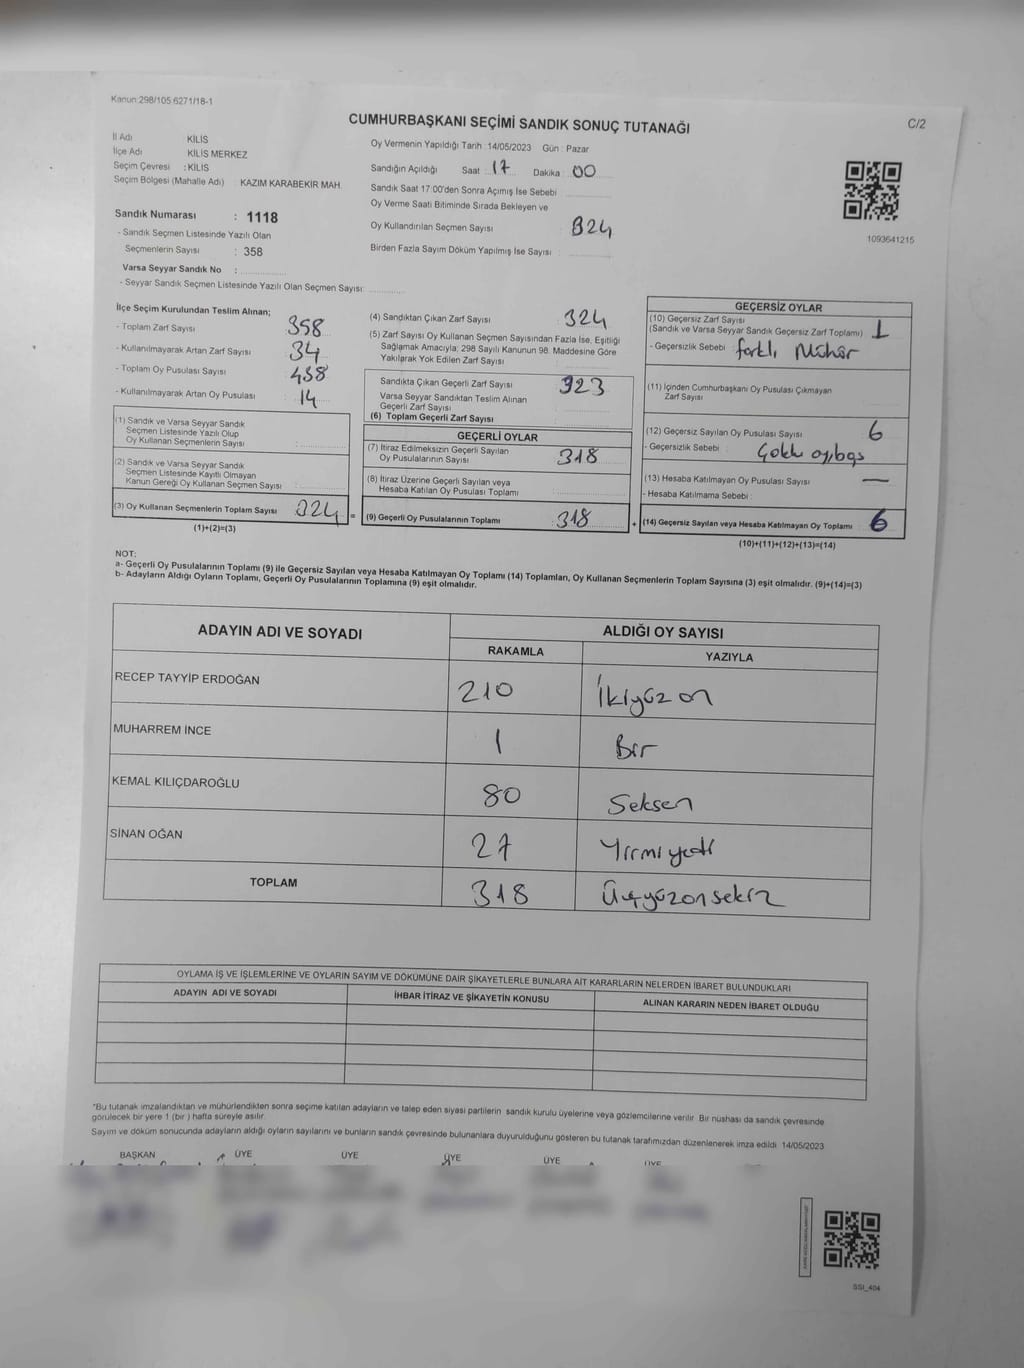 Kanun:298/105 6271/18-1
C/2
CUMHURBAŞKANI SEÇİMİ SANDIK SONUÇ TUTANAĞI
İl Adı KİLİS
İlçe Adı KİLİS MERKEZ
Seçim Çevresi : KİLİS
Seçim Bölgesi (Mahalle Adı) : KAZIM KARABEKİR MAH.
Sandık Numarası : 1118
- Sandık Seçmen Listesinde Yazılı Olan
Seçmenlerin Sayısı : 358
Varsa Seyyar Sandık No :
- Seyyar Sandık Seçmen Listesinde Yazılı Olan Seçmen Sayısı:
Oy Vermenin Yapıldığı Tarih :14/05/2023 Gün : Pazar
Sandığın Açıldığı Saat : 17 Dakika : 00
Sandık Saat 17:00'den Sonra Açımış İse Sebebi :
Oy Verme Saati Bitiminde Sırada Bekleyen ve
Oy Kullandırılan Seçmen Sayısı : 324
Birden Fazla Sayım Döküm Yapılmış İse Sayısı :
1093641215
İlçe Seçim Kurulundan Teslim Alınan;
- Toplam Zarf Sayısı : 358
- Kullanılmayarak Artan Zarf Sayısı : 34
- Toplam Oy Pusulası Sayısı : 438
- Kullanılmayarak Artan Oy Pusulası : 14
(1) Sandık ve Varsa Seyyar Sandık
Seçmen Listesinde Yazılı Olup
Oy Kullanan Seçmenlerin Sayısı :
(2) Sandık ve Varsa Seyyar Sandık
Seçmen Listesinde Kayıtlı Olmayan
Kanun Gereği Oy Kullanan Seçmen Sayısı :
(3) Oy Kullanan Seçmenlerin Toplam Sayısı 324 =
(1)+(2)=(3)
(4) Sandıktan Çıkan Zarf Sayısı : 324
(5) Zarf Sayısı Oy Kullanan Seçmen Sayısından Fazla İse, Eşitliği
Sağlamak Amacıyla; 298 Sayılı Kanunun 98. Maddesine Göre
Yakılarak Yok Edilen Zarf Sayısı :
Sandıkta Çıkan Geçerli Zarf Sayısı : 323
Varsa Seyyar Sandıktan Teslim Alınan
Geçerli Zarf Sayısı
(6) Toplam Geçerli Zarf Sayısı
GEÇERLİ OYLAR
(7) İtiraz Edilmeksizin Geçerli Sayılan
Oy Pusulalarının Sayısı : 318
(8) İtiraz Üzerine Geçerli Sayılan veya
Hesaba Katılan Oy Pusulası Toplamı :
(9) Geçerli Oy Pusulalarının Toplamı : 318 +
GEÇERSİZ OYLAR
(10) Geçersiz Zarf Sayısı
(Sandık ve Varsa Seyyar Sandık Geçersiz Zarf Toplamı) : 1
- Geçersizlik Sebebi : farklı Mühür
(11) İçinden Cumhurbaşkanı Oy Pusulası Çıkmayan
Zarf Sayısı
(12) Geçersiz Sayılan Oy Pusulası Sayısı : 6
- Geçersizlik Sebebi :
(13) Hesaba Katılmayan Oy Pusulası Sayısı : —
- Hesaba Katılmama Sebebi :
(14) Geçersiz Sayılan veya Hesaba Katılmayan Oy Toplamı : 6
(10)+(11)+(12)+(13)=(14)
NOT:
a- Geçerli Oy Pusulalarının Toplamı (9) ile Geçersiz Sayılan veya Hesaba Katılmayan Oy Toplamı (14) Toplamları, Oy Kullanan Seçmenlerin Toplam Sayısına (3) eşit olmalıdır. (9)+(14)=(3)
b- Adayların Aldığı Oyların Toplamı, Geçerli Oy Pusulalarının Toplamına (9) eşit olmalıdır.
ADAYIN ADI VE SOYADI ALDIĞI OY SAYISI
RAKAMLA YAZIYLA
RECEP TAYYİP ERDOĞAN 210 İkiyüzon
MUHARREM İNCE 1 Bir
KEMAL KILIÇDAROĞLU 80 Seksen
SİNAN OĞAN 27 Yirmiyedi
TOPLAM 318 Üçyüzonsekiz
OYLAMA İŞ VE İŞLEMLERİNE VE OYLARIN SAYIM VE DÖKÜMÜNE DAİR ŞİKAYETLERLE BUNLARA AİT KARARLARIN NELERDEN İBARET BULUNDUKLARI
ADAYIN ADI VE SOYADI İHBAR İTİRAZ VE ŞİKAYETİN KONUSU ALINAN KARARIN NEDEN İBARET OLDUĞU
*Bu tutanak imzalandıktan ve mühürlendikten sonra seçime katılan adayların ve talep eden siyasi partilerin sandık kurulu üyelerine veya gözlemcilerine verilir. Bir nüshası da sandık çevresinde
görülecek bir yere 1 (bir ) hafta süreyle asılır.
Sayım ve döküm sonucunda adayların aldığı oyların sayılarını ve bunların sandık çevresinde bulunanlara duyurulduğunu gösteren bu tutanak tarafımızdan düzenlenerek imza edildi. 14/05/2023
BAŞKAN ÜYE ÜYE ÜYE ÜYE ÜYE
SSI_404